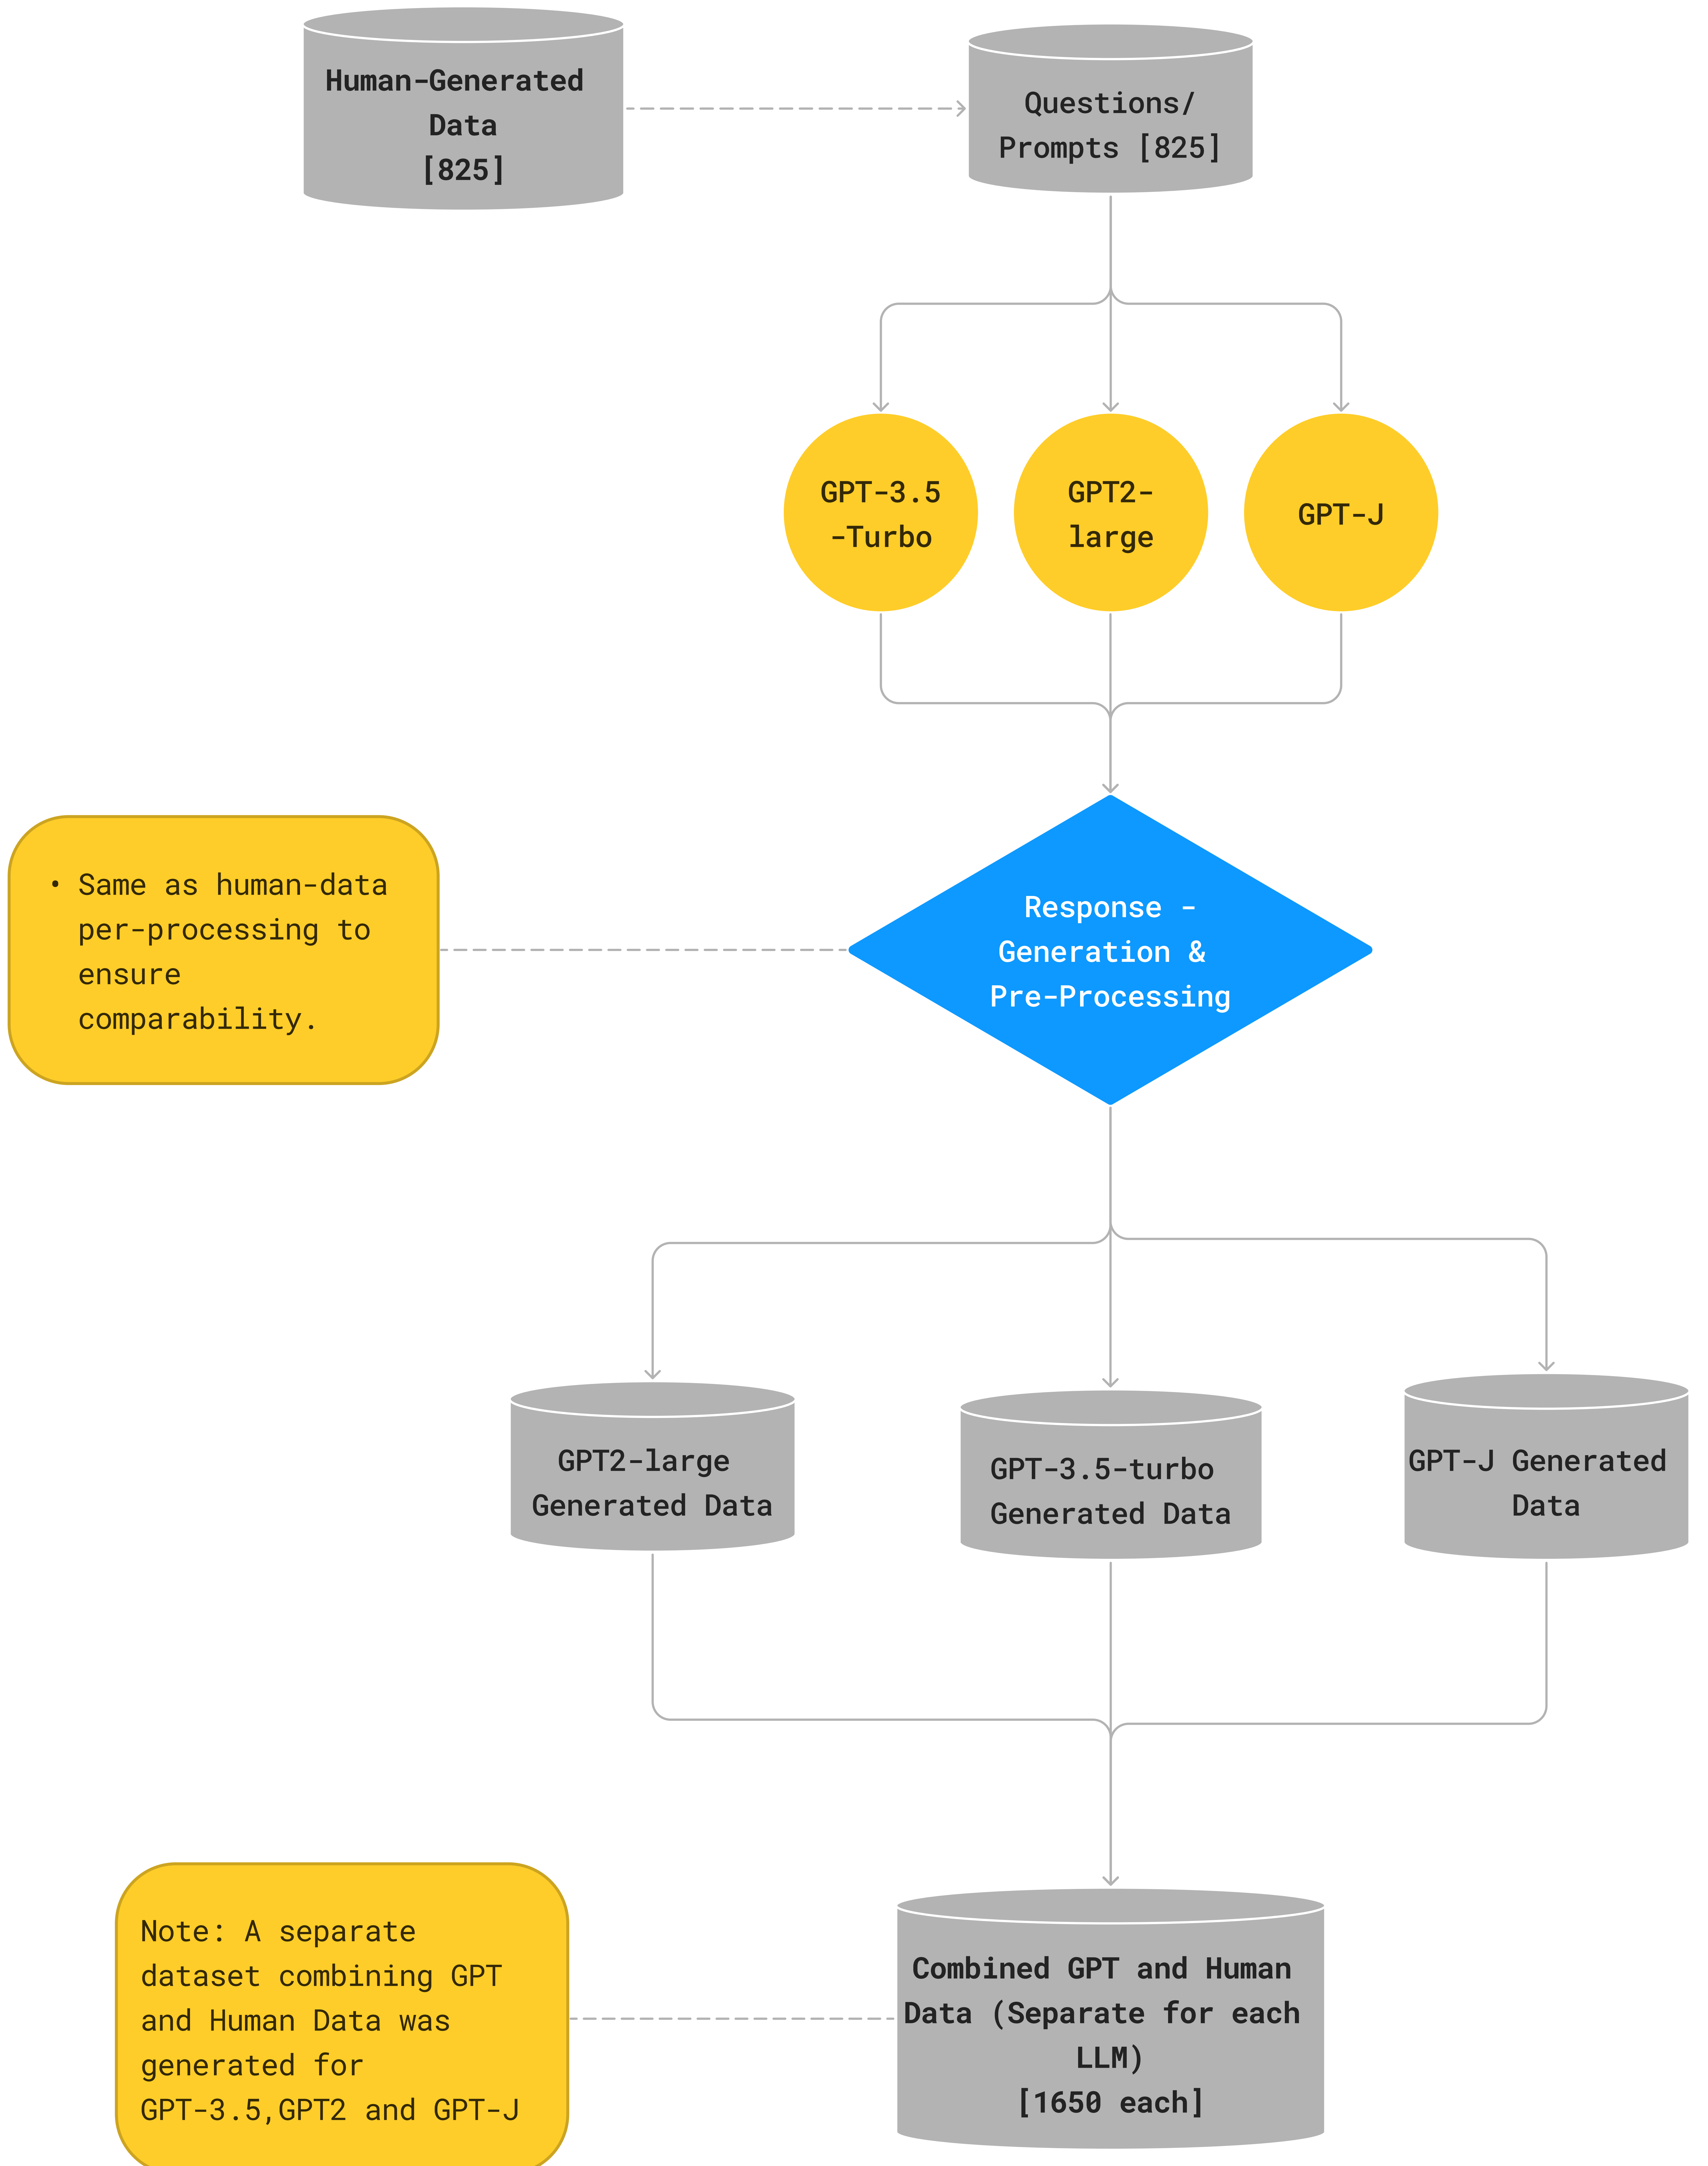 Human-Generated
Data
[825]
Questions/
Prompts [825]
GPT-3.5
-Turbo
GPT2-
large
GPT-J
• Same as human-data
per-processing to
ensure
comparability.
Response -
Generation &
Pre-Processing
GPT2-large
Generated Data
GPT-3.5-turbo
Generated Data
GPT-J Generated
Data
Note: A separate
dataset combining GPT
and Human Data was
generated for
GPT-3.5,GPT2 and GPT-J
Combined GPT and Human
Data (Separate for each
LLM)
[1650 each]